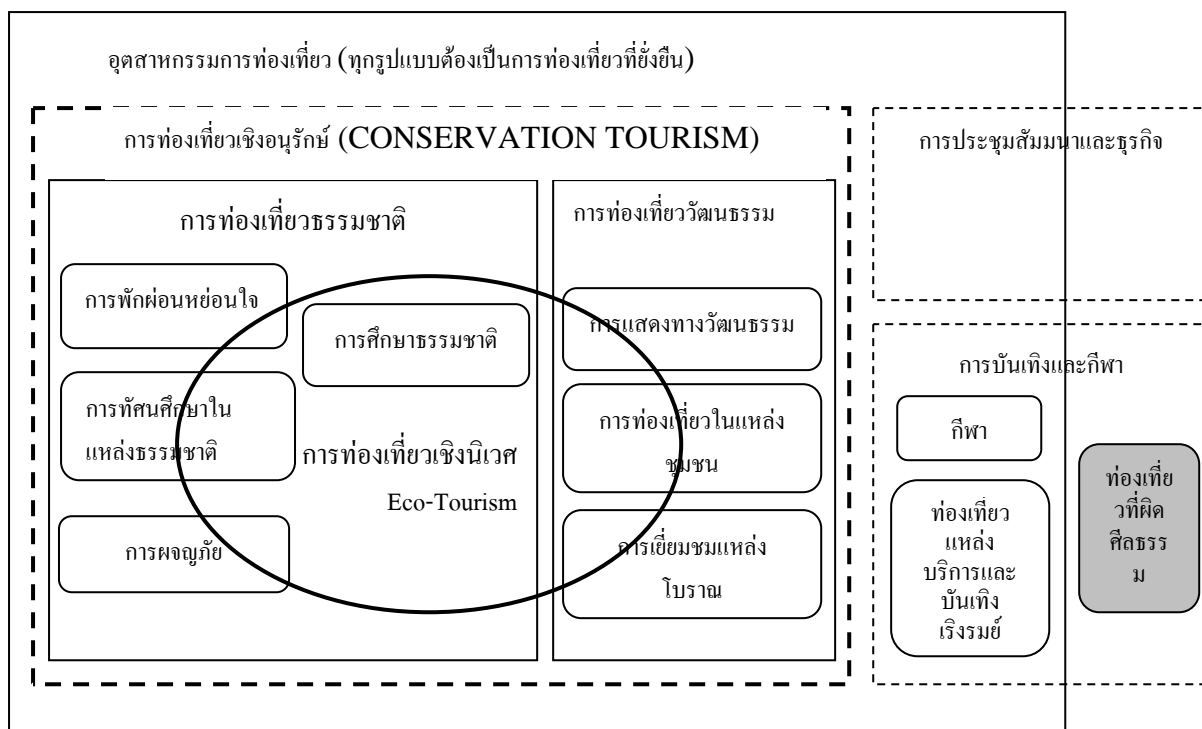 อุตสาหกรรมการท่องเที่ยว (ทุกรูปแบบต้องเป็นการท่องเที่ยวที่ยั่งยืน)
การท่องเที่ยวเชิงอนุรักษ์ (CONSERVATION TOURISM)
การท่องเที่ยวธรรมชาติ
การพักผ่อนหย่อนใจ
การศึกษาธรรมชาติ
การทัศนศึกษาใน
แหล่งธรรมชาติ
การท่องเที่ยวเชิงนิเวศ
Eco-Tourism
การผจญภัย
การท่องเที่ยววัฒนธรรม
การแสดงทางวัฒนธรรม
การท่องเที่ยวในแหล่ง
ชุมชน
การเยี่ยมชมแหล่ง
โบราณ
การประชุมสัมมนาและธุรกิจ
การบันเทิงและกีฬา
กีฬา
ท่องเที่ยว
แหล่ง
บริการและ
บันเทิง
เริงรมย์
ท่องเที่ย
วที่ผิด
ศีลธรร
ม